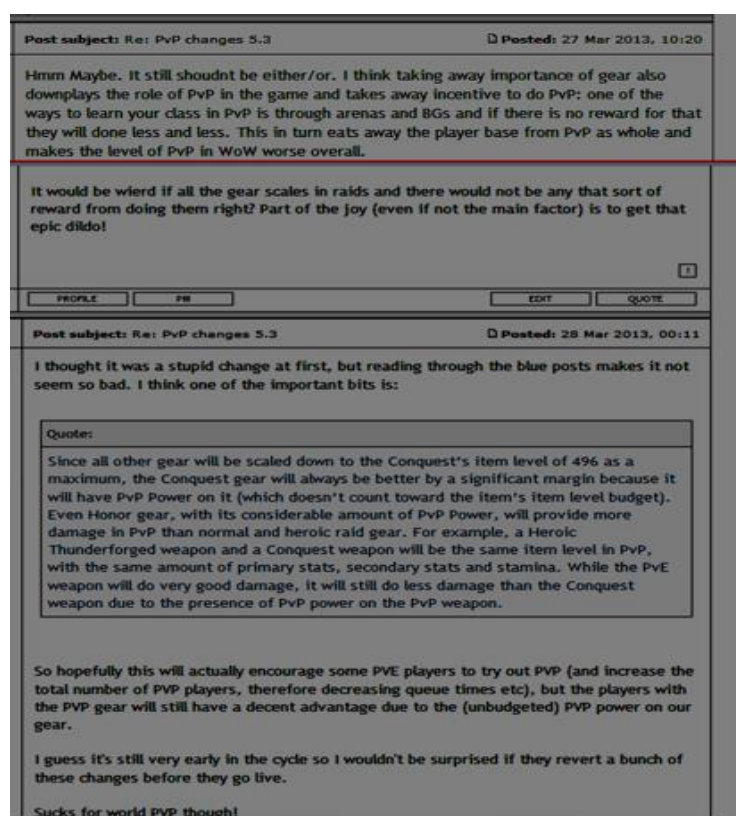 Post subject: Re: PvP changes 5.3 Posted: 27 Mar 2013, 10:20
Hmm Maybe. It still shoudnt be either/or. I think taking away importance of gear also
downplays the role of PvP in the game and takes away incentive to do PvP: one of the
ways to learn your class in PvP is through arenas and BGs and if there is no reward for that
they will done less and less. This in turn eats away the player base from PvP as whole and
makes the level of PvP in WoW worse overall.
It would be wierd if all the gear scales in raids and there would not be any that sort of
reward from doing them right? Part of the joy (even if not the main factor) is to get that
epic dildo!
!
PROFILE PM EDIT QUOTE
Post subject: Re: PvP changes 5.3 Posted: 28 Mar 2013, 00:11
I thought it was a stupid change at first, but reading through the blue posts makes it not
seem so bad. I think one of the important bits is:
Quote:
Since all other gear will be scaled down to the Conquest's item level of 496 as a
maximum, the Conquest gear will always be better by a significant margin because it
will have PvP Power on it (which doesn't count toward the item's item level budget).
Even Honor gear, with its considerable amount of PvP Power, will provide more
damage in PvP than normal and heroic raid gear. For example, a Heroic
Thunderforged weapon and a Conquest weapon will be the same item level in PvP,
with the same amount of primary stats, secondary stats and stamina. While the PvE
weapon will do very good damage, it will still do less damage than the Conquest
weapon due to the presence of PvP power on the PvP weapon.
So hopefully this will actually encourage some PVE players to try out PVP (and increase the
total number of PVP players, therefore decreasing queue times etc), but the players with
the PVP gear will still have a decent advantage due to the (unbudgeted) PVP power on our
gear.
I guess it's still very early in the cycle so I wouldn't be surprised if they revert a bunch of
these changes before they go live.
Sucks for world PVP though!